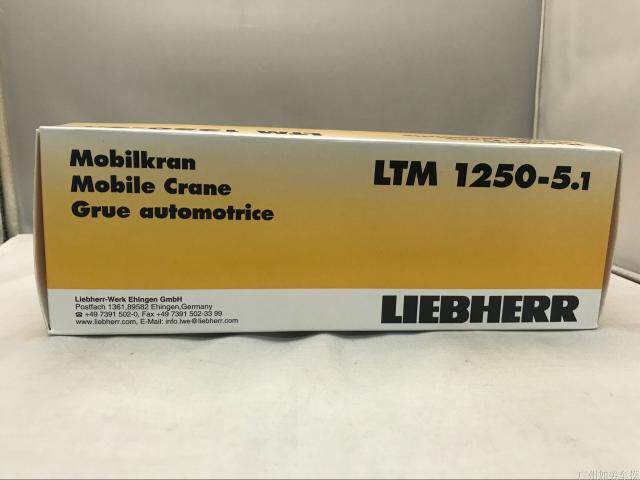 Mobilkran
Mobile Crane
Grue automotrice
LTM 1250-5.1
Liebherr-Werk Ehingen GmbH
Postfach 1361,89582 Ehingen,Germany
☎ +49 7391 502-0, Fax +49 7391 502-33 99
www.liebherr.com, E-Mail: info.lwe@liebherr.com
LIEBHERR